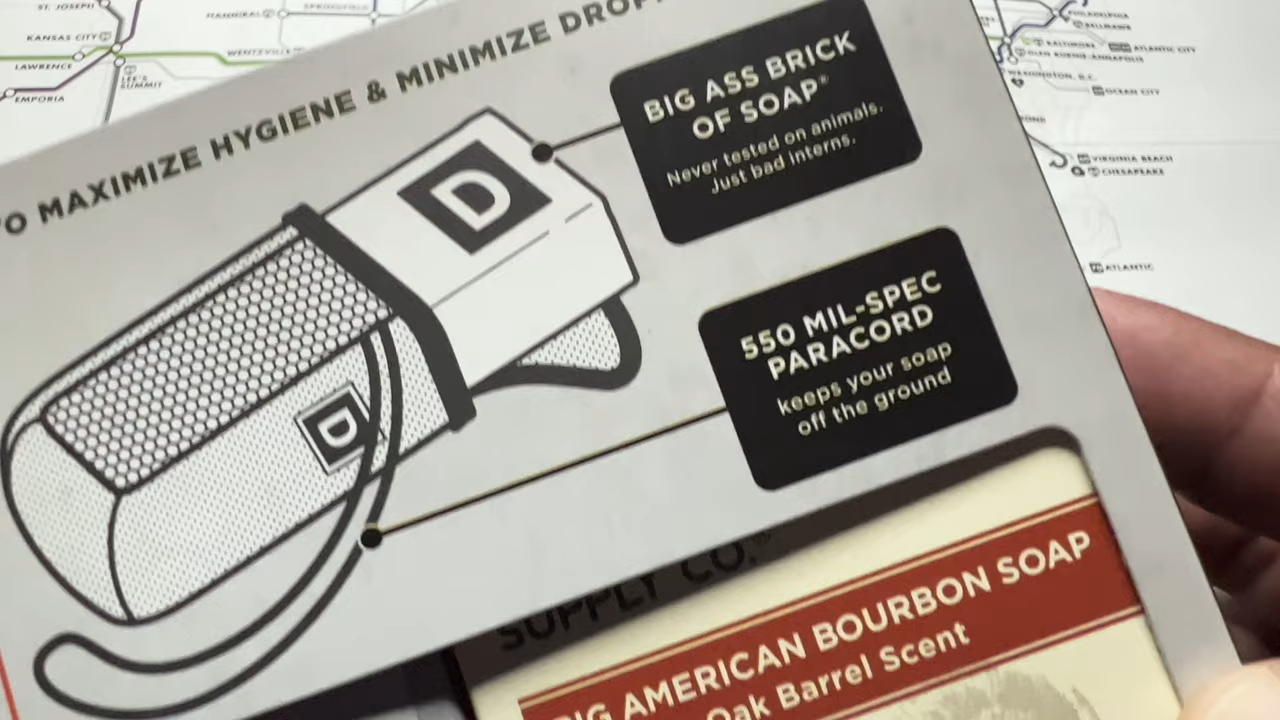 ST. JOSEPH
KANSAS CITY
LAWRENCE
EMPORIA
LEE'S
SUMMIT
WENTZVILLE
PHILADELPHIA
BALTIMORE
ATLANTIC CITY
WASHINGTON, D.C.
OCEAN CITY
VIRGINIA BEACH
CHESAPEAKE
ATLANTIC
TO MAXIMIZE HYGIENE & MINIMIZE
BIG ASS BRICK
OF SOAP®
Never tested on animals.
Just bad interns.
D
D
550 MIL-SPEC
PARACORD
keeps your soap
off the ground
SUPPLY CO.®
BIG AMERICAN BOURBON SOAP
Oak Barrel Scent